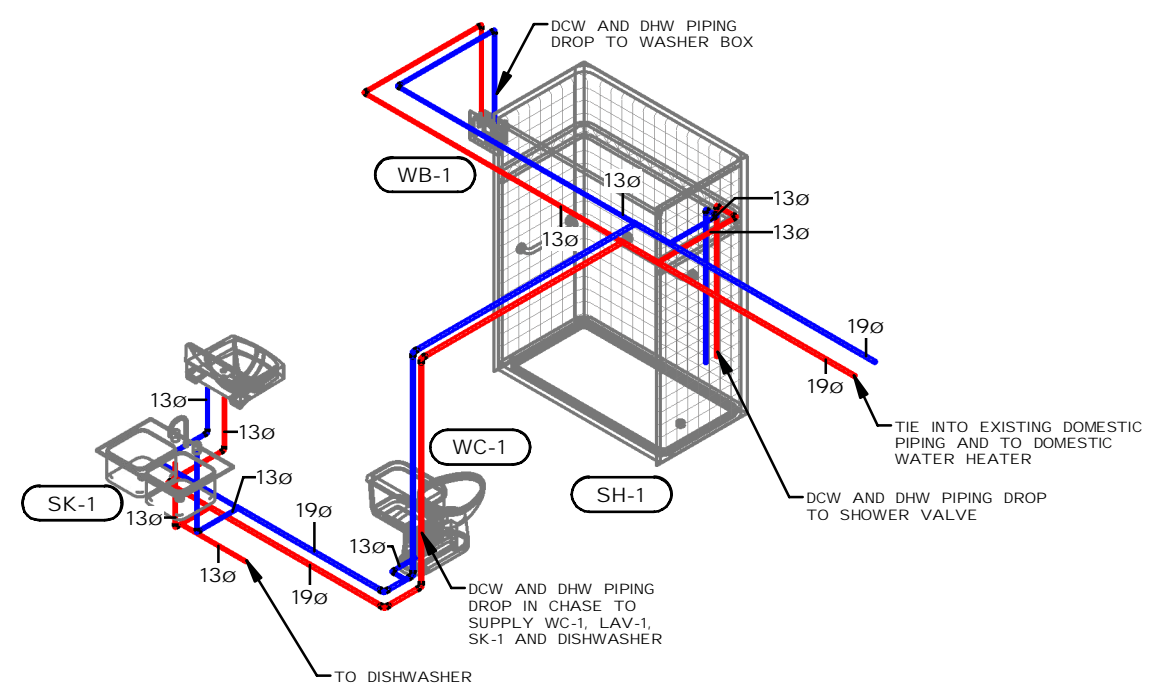 DCW AND DHW PIPING
DROP TO WASHER BOX
WB-1
13ø
13ø
13ø
13ø
19ø
19ø
TIE INTO EXISTING DOMESTIC
PIPING AND TO DOMESTIC
WATER HEATER
DCW AND DHW PIPING DROP
TO SHOWER VALVE
SH-1
WC-1
13ø
13ø
13ø
SK-1
13ø
19ø
13ø
13ø
19ø
DCW AND DHW PIPING
DROP IN CHASE TO
SUPPLY WC-1, LAV-1,
SK-1 AND DISHWASHER
TO DISHWASHER